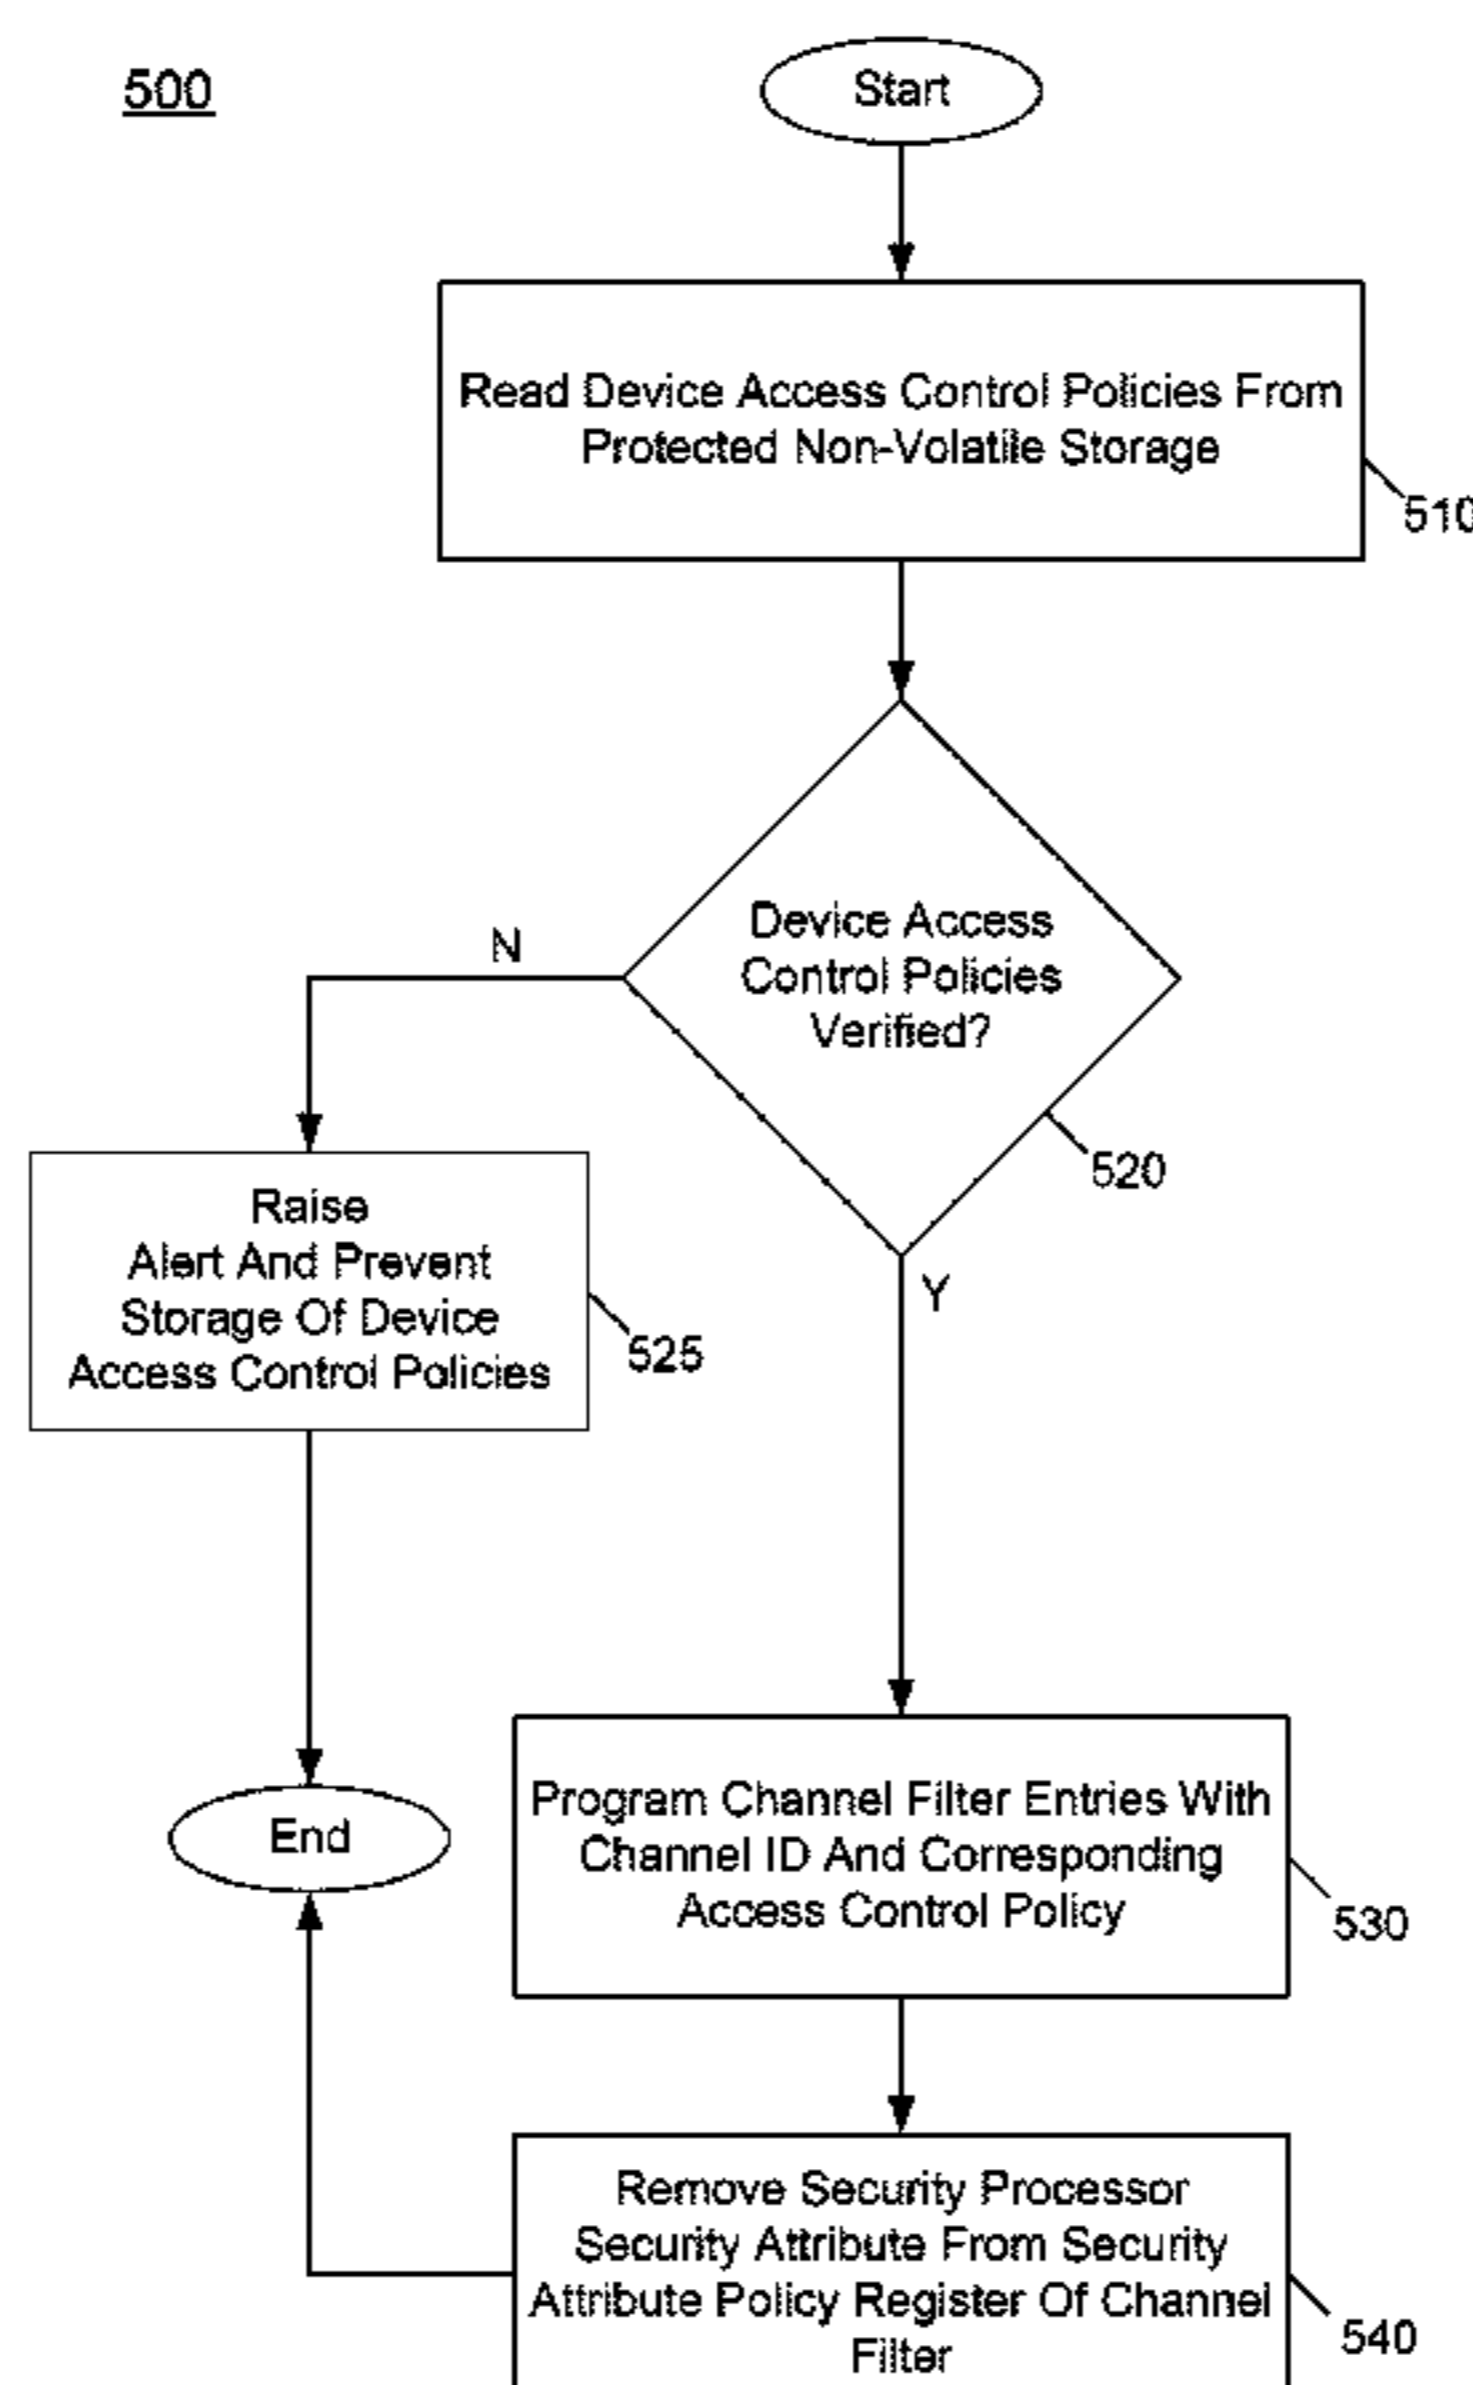 500
Start
Read Device Access Control Policies From
Protected Non-Volatile Storage
510
Device Access
Control Policies
Verified?
N
520
Raise
Alert And Prevent
Storage Of Device
Access Control Policies
525
Y
Program Channel Filter Entries With
Channel ID And Corresponding
Access Control Policy
530
End
Remove Security Processor
Security Attribute From Security
Attribute Policy Register Of Channel
Filter
540